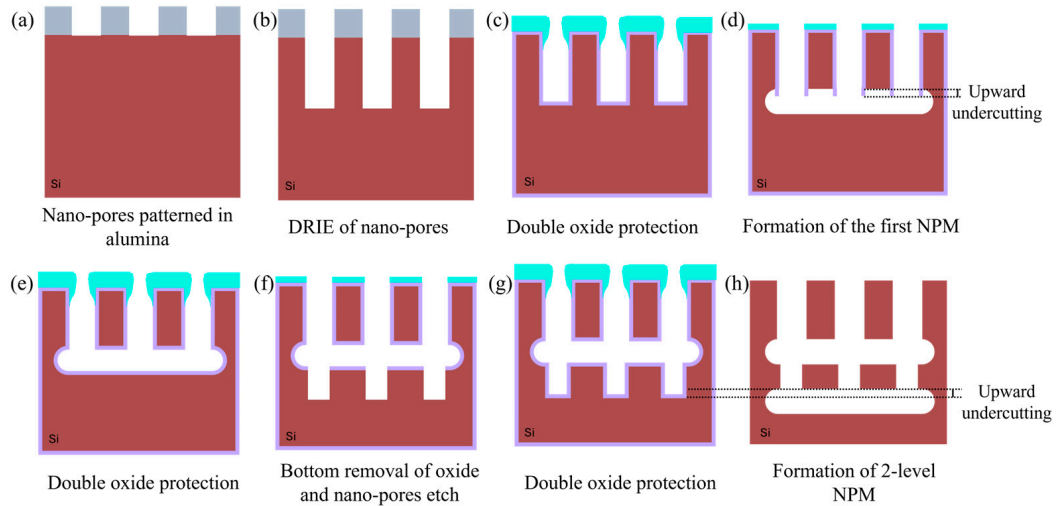 (a)
Si
Nano-pores patterned in
alumina
(b)
Si
DRIE of nano-pores
(c)
Si
Double oxide protection
(d)
Upward
undercutting
Si
Formation of the first NPM
(e)
Si
Double oxide protection
(f)
Si
Bottom removal of oxide
and nano-pores etch
(g)
Si
Double oxide protection
(h)
Upward
undercutting
Si
Formation of 2-level
NPM